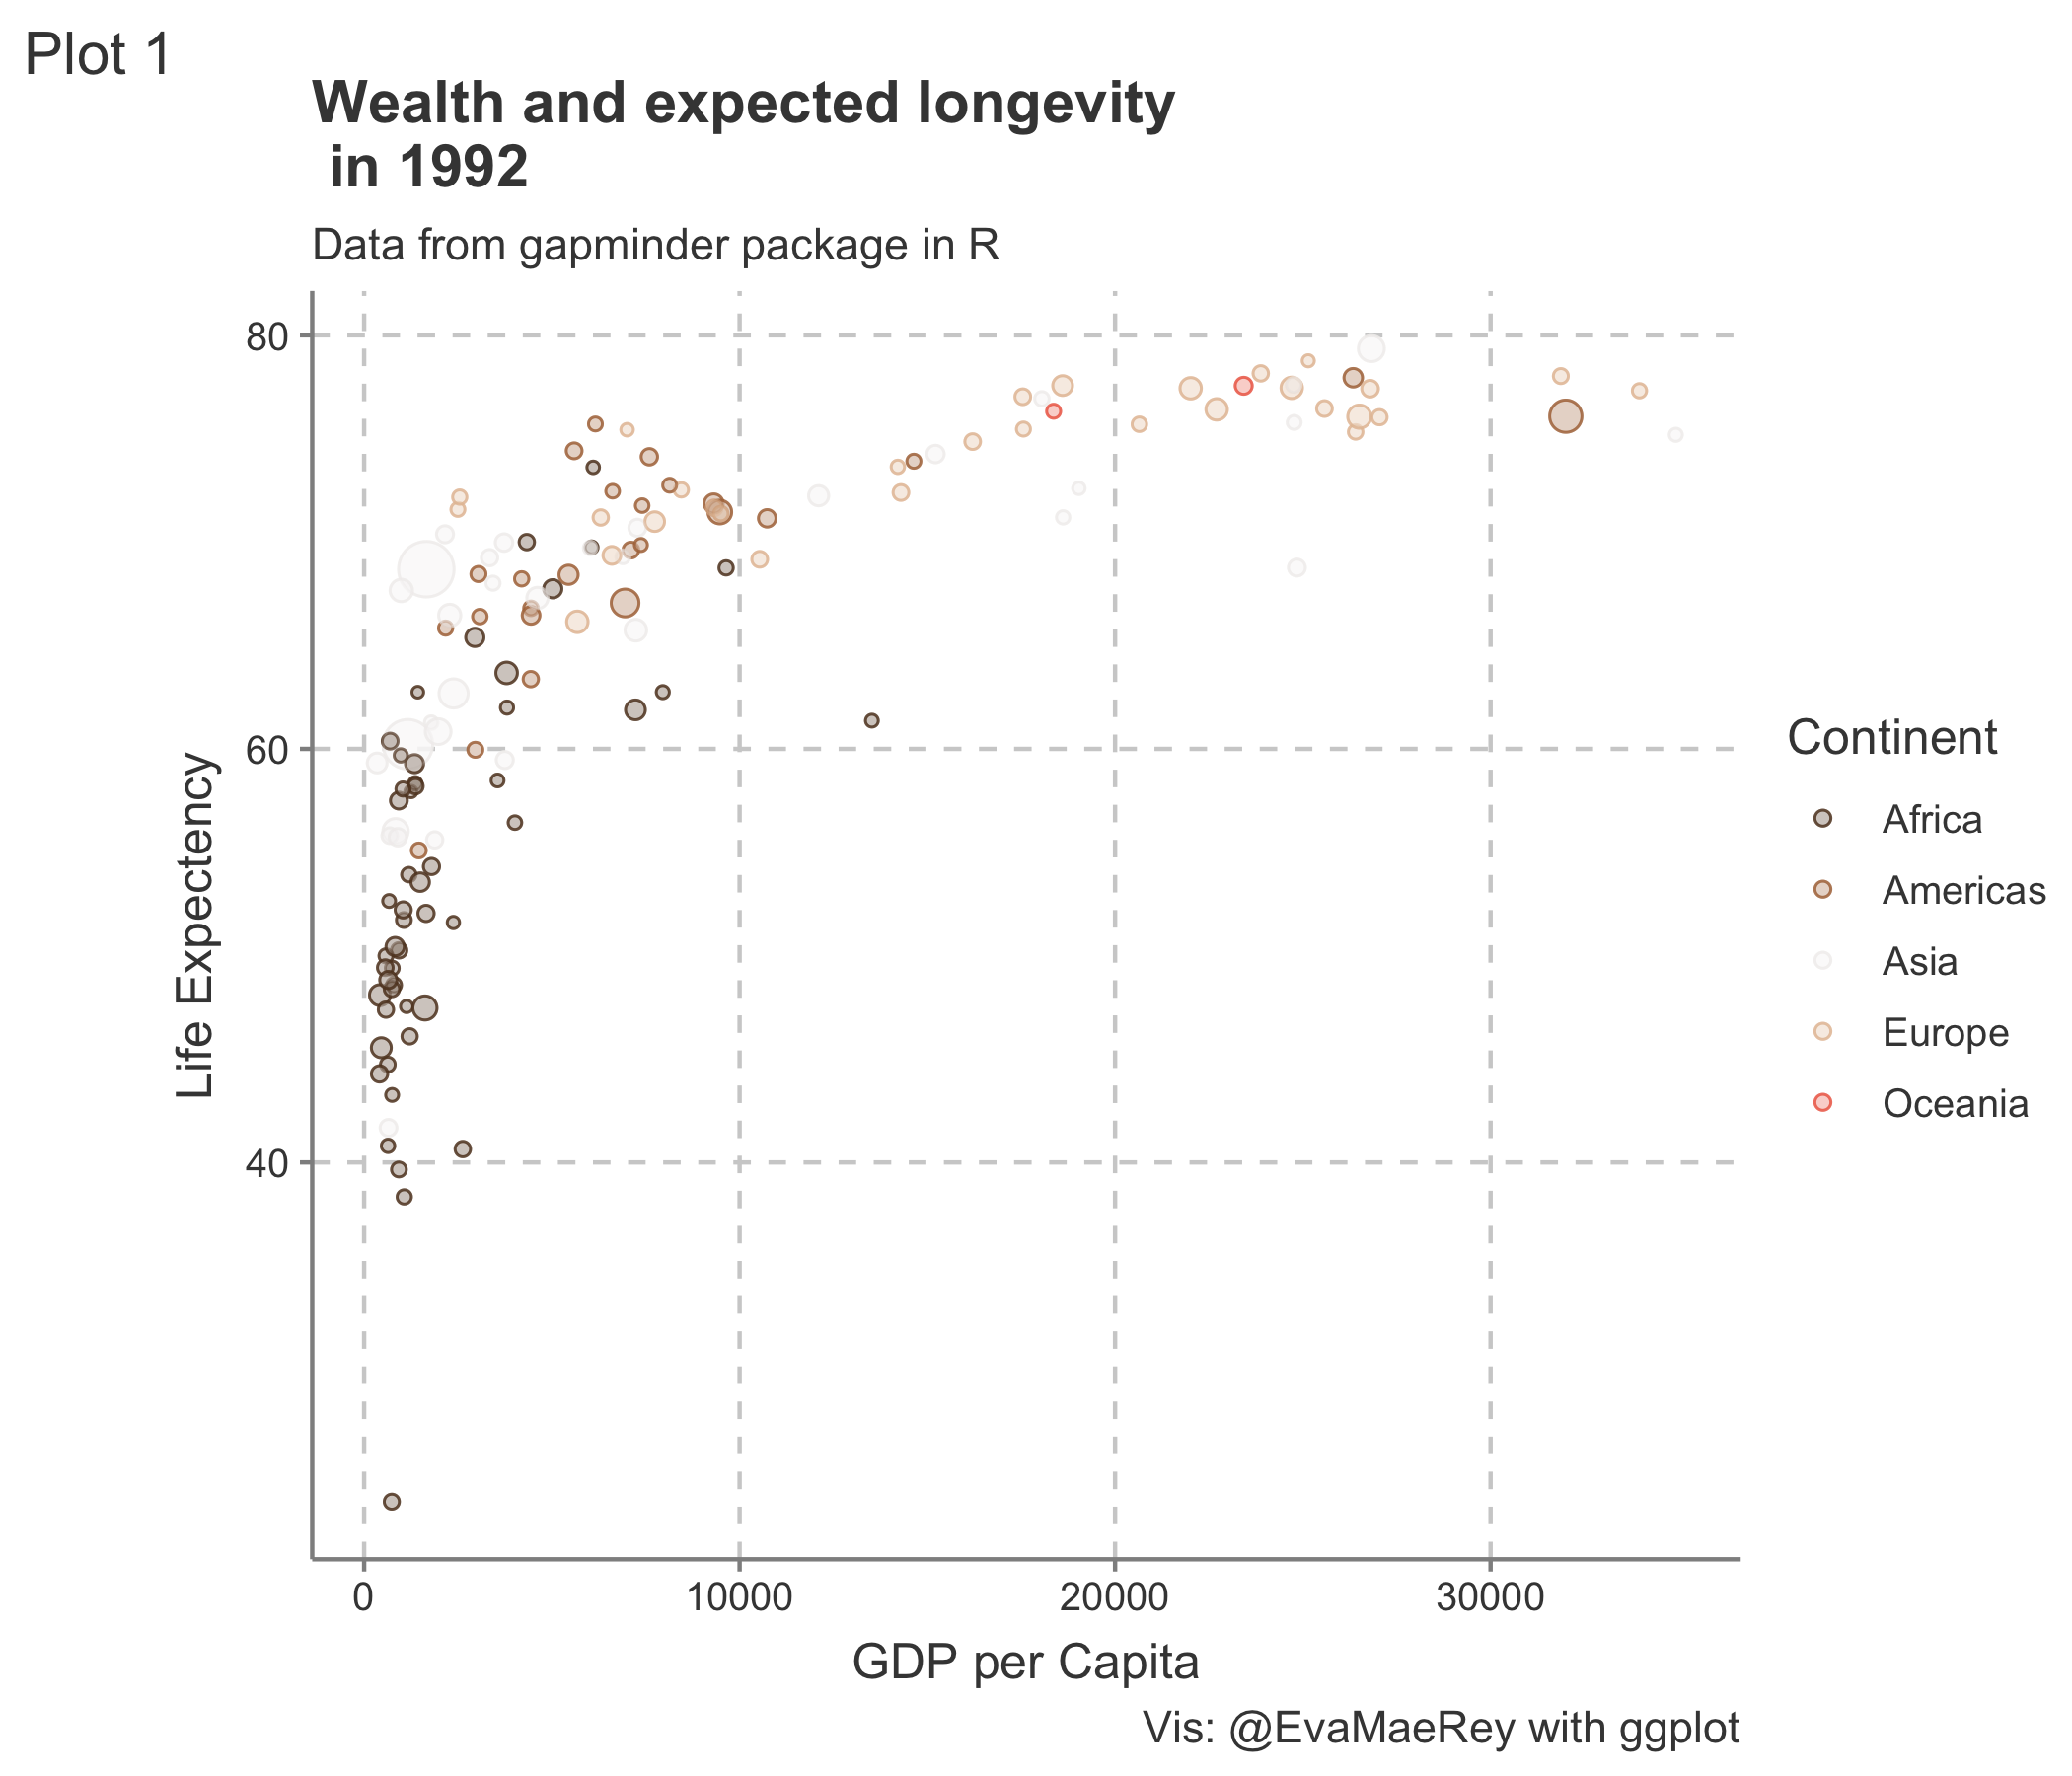 Plot 1
Wealth and expected longevity
in 1992
Data from gapminder package in R
80
60
40
Life Expectency
0
10000
20000
30000
GDP per Capita
Continent
Africa
Americas
Asia
Europe
Oceania
Vis: @EvaMaeRey with ggplot